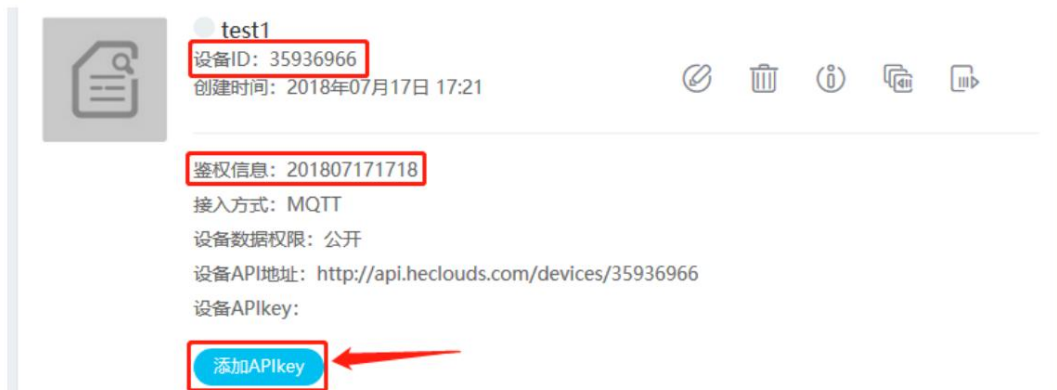 test1
设备ID：35936966
创建时间：2018年07月17日 17:21
鉴权信息：201807171718
接入方式：MQTT
设备数据权限：公开
设备API地址：http://api.heclouds.com/devices/35936966
设备APIkey：
添加APIkey